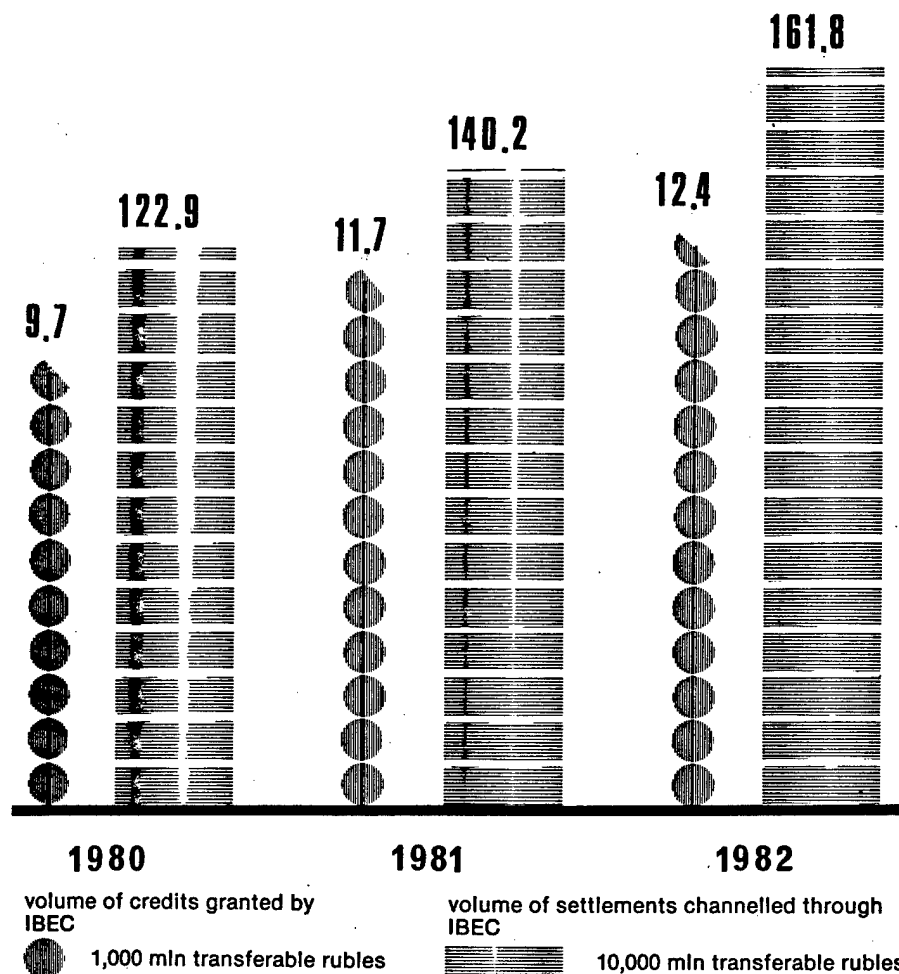 161.8
140.2
12.4
122.9
11.7
9.7
1980 1981 1982
volume of credits granted by
IBEC
1,000 mln transferable rubles
volume of settlements channelled through
IBEC
10,000 mln transferable rubles